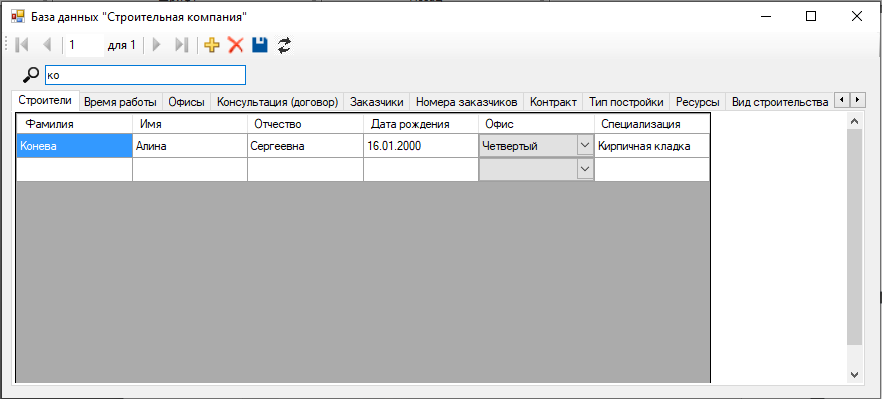 База данных "Строительная компания"
1 для 1
ко
Строители Время работы Офисы Консультация (договор) Заказчики Номера заказчиков Контракт Тип постройки Ресурсы Вид строительства
Фамилия Имя Отчество Дата рождения Офис Специализация
Конева Алина Сергеевна 16.01.2000 Четвертый Кирпичная кладка